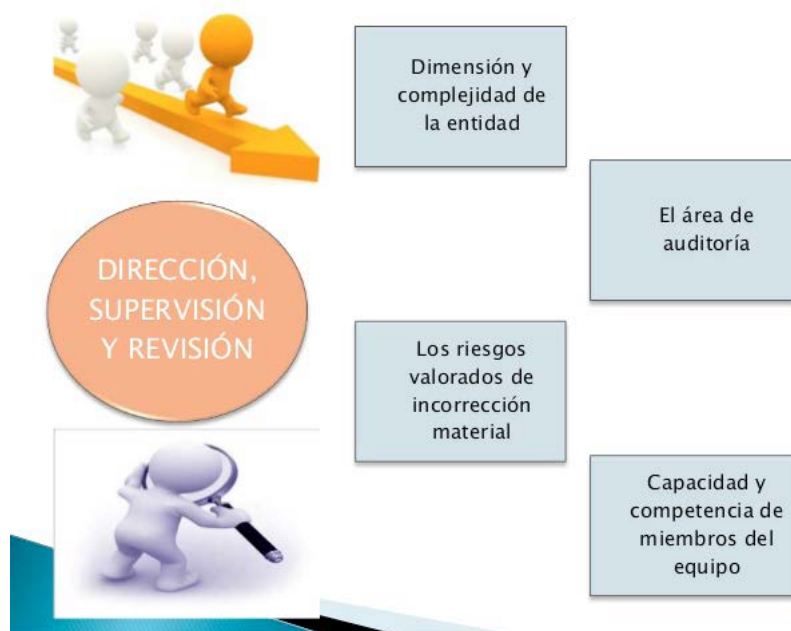 DIRECCIÓN,
SUPERVISIÓN
Y REVISIÓN
Dimensión y
complejidad de
la entidad
El área de
auditoría
Los riesgos
valorados de
incorrección
material
Capacidad y
competencia de
miembros del
equipo